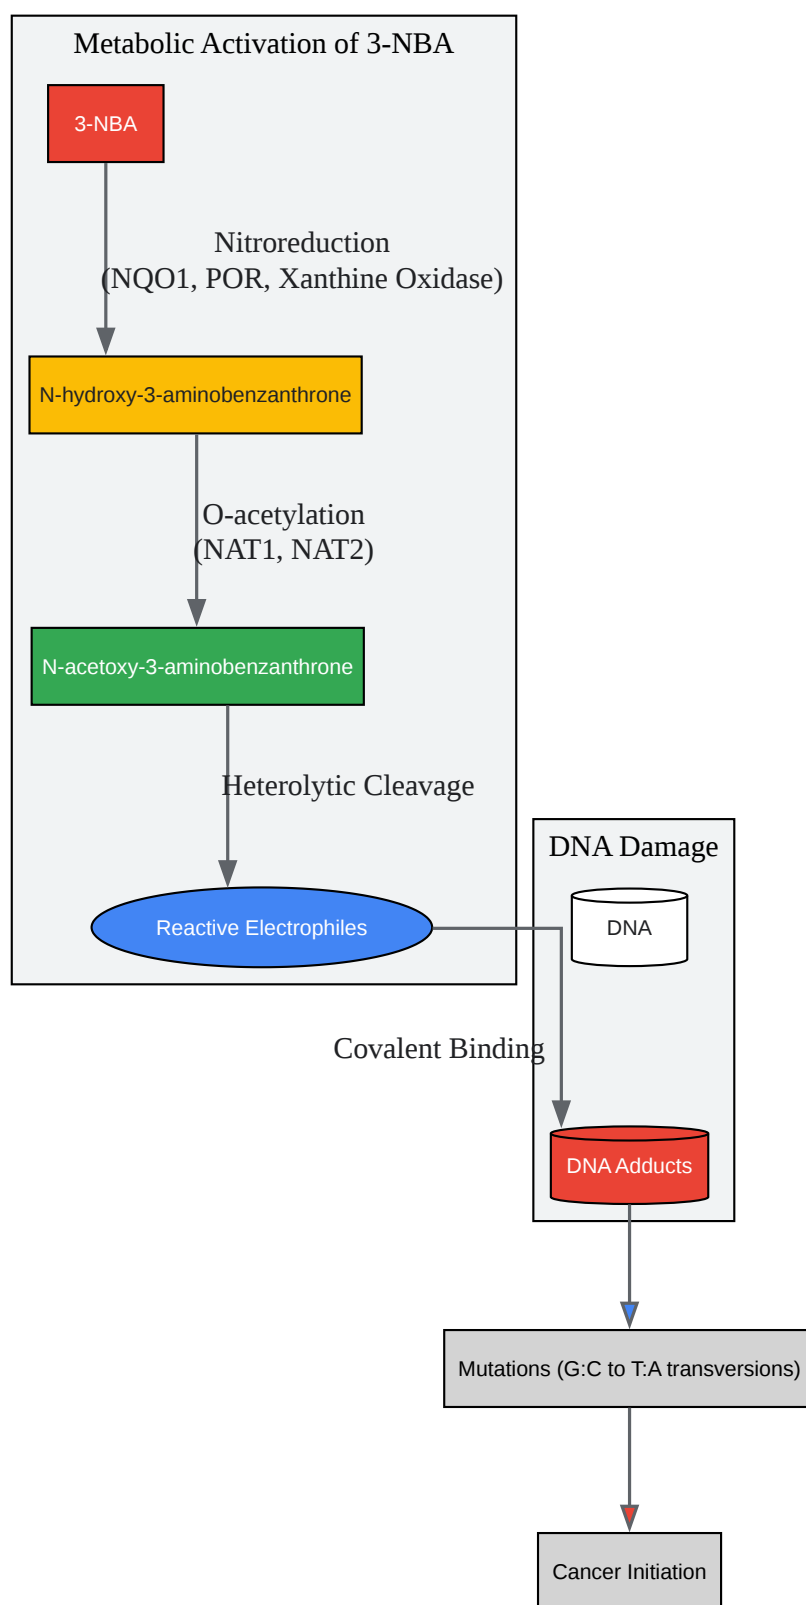 Metabolic Activation of 3-NBA
3-NBA
Nitroreduction
(NQO1, POR, Xanthine Oxidase)
N-hydroxy-3-aminobenzanthrone
O-acetylation
(NAT1, NAT2)
N-acetoxy-3-aminobenzanthrone
Heterolytic Cleavage
Reactive Electrophiles
DNA Damage
DNA
Covalent Binding
DNA Adducts
Mutations (G:C to T:A transversions)
Cancer Initiation